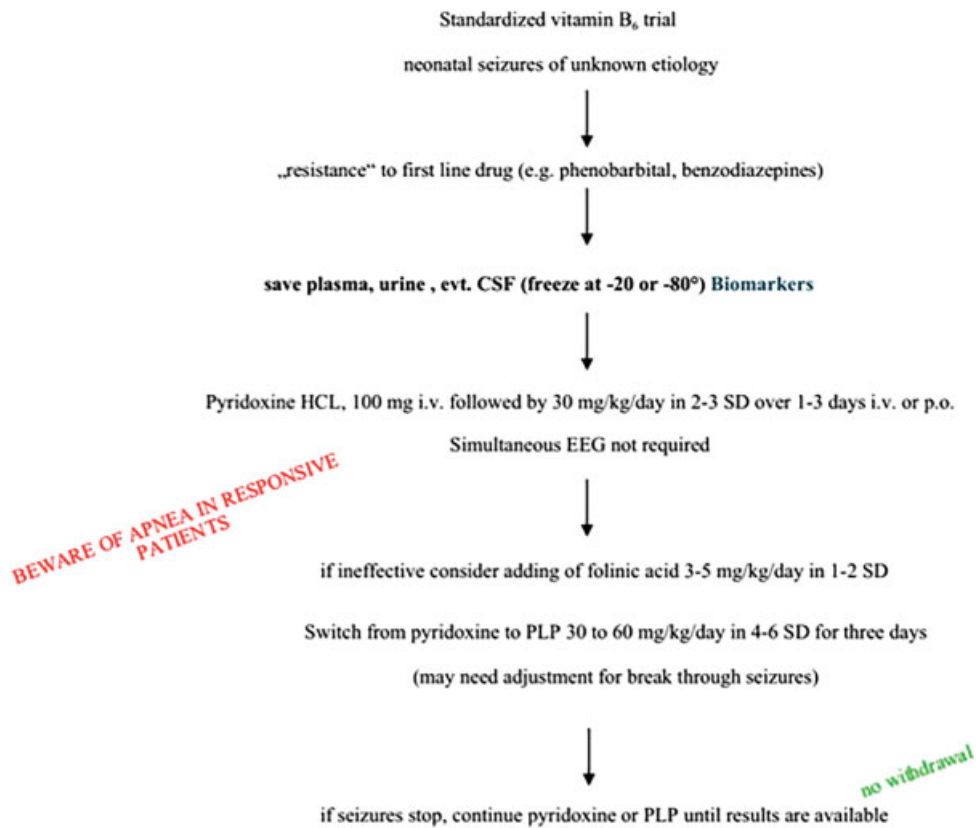 Standardized vitamin B₆ trial
neonatal seizures of unknown etiology
„resistance“ to first line drug (e.g. phenobarbital, benzodiazepines)
save plasma, urine , evt. CSF (freeze at -20 or -80°) Biomarkers
Pyridoxine HCL, 100 mg i.v. followed by 30 mg/kg/day in 2-3 SD over 1-3 days i.v. or p.o.
Simultaneous EEG not required
BEWARE OF APNEA IN RESPONSIVE
PATIENTS
if ineffective consider adding of folinic acid 3-5 mg/kg/day in 1-2 SD
Switch from pyridoxine to PLP 30 to 60 mg/kg/day in 4-6 SD for three days
(may need adjustment for break through seizures)
no withdrawal
if seizures stop, continue pyridoxine or PLP until results are available